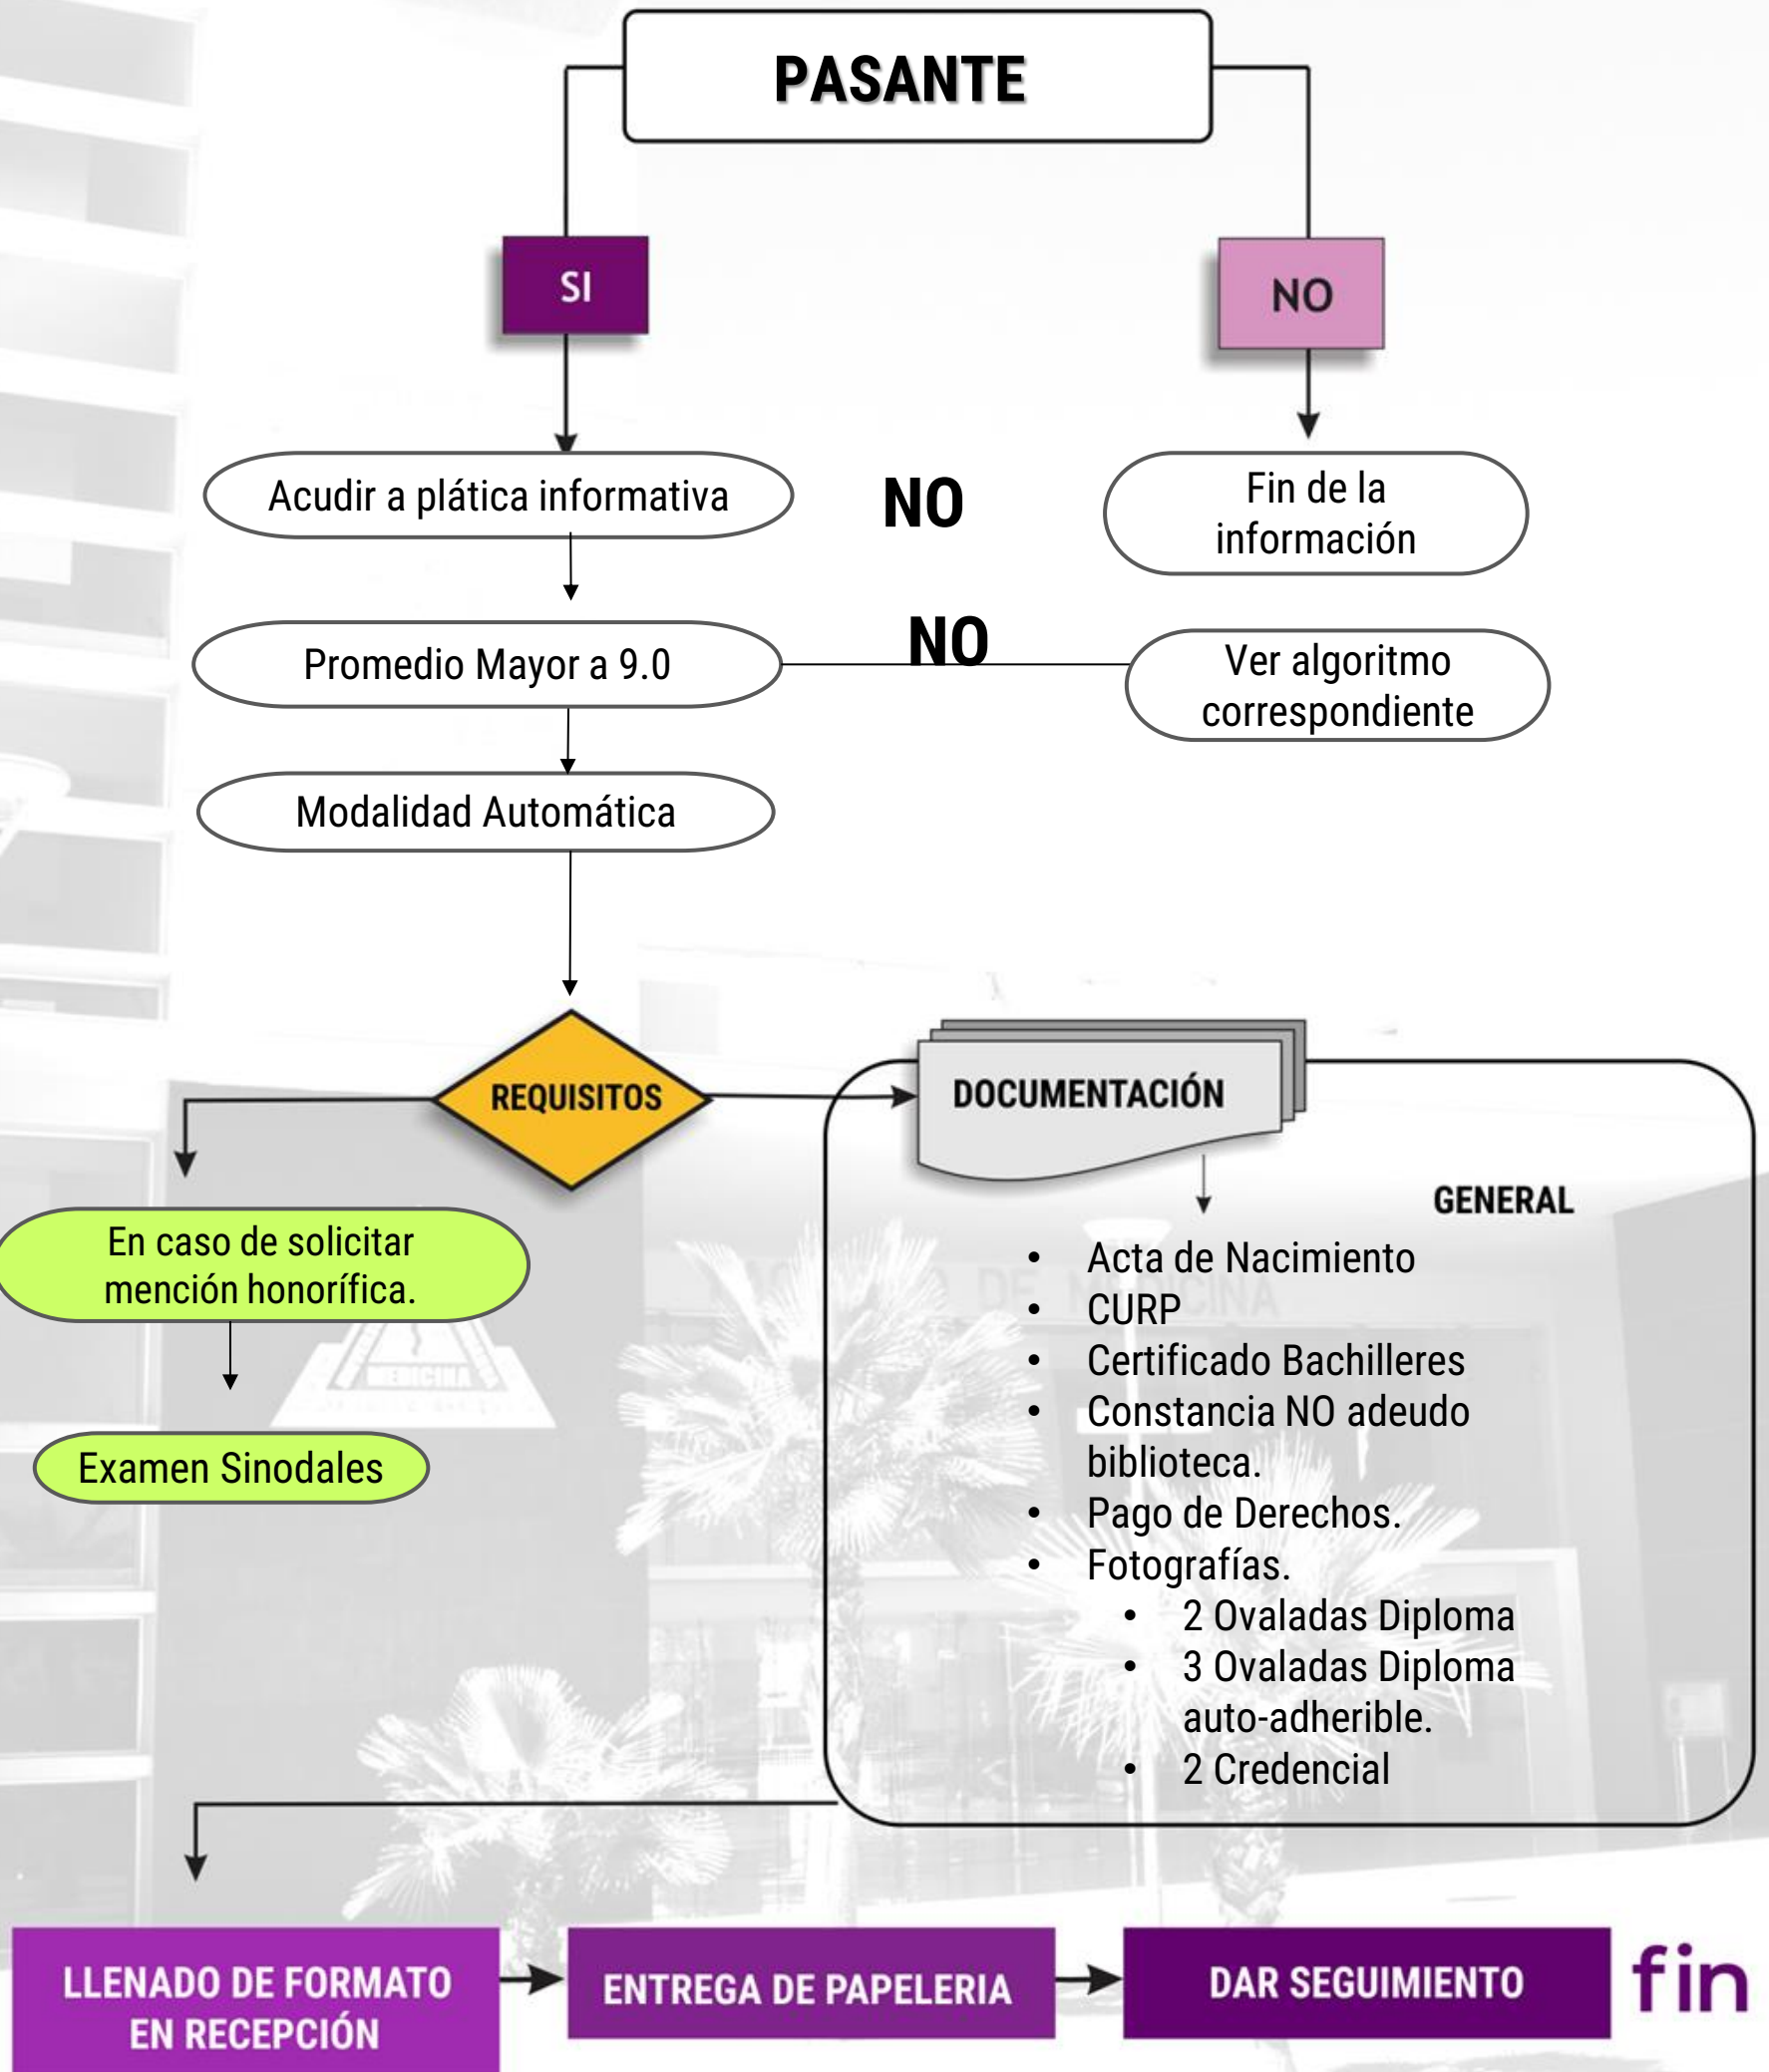 PASANTE
SI
NO
Acudir a plática informativa
NO
Fin de la
información
Promedio Mayor a 9.0
NO
Ver algoritmo
correspondiente
Modalidad Automática
REQUISITOS
DOCUMENTACIÓN
GENERAL
En caso de solicitar
mención honorífica.
Examen Sinodales
• Acta de Nacimiento
• CURP
• Certificado Bachilleres
• Constancia NO adeudo
biblioteca.
• Pago de Derechos.
• Fotografías.
• 2 Ovaladas Diploma
• 3 Ovaladas Diploma
auto-adherible.
• 2 Credencial
DE MEDICINA
MEDICINA
LLENADO DE FORMATO
EN RECEPCIÓN
ENTREGA DE PAPELERIA
DAR SEGUIMIENTO
fin